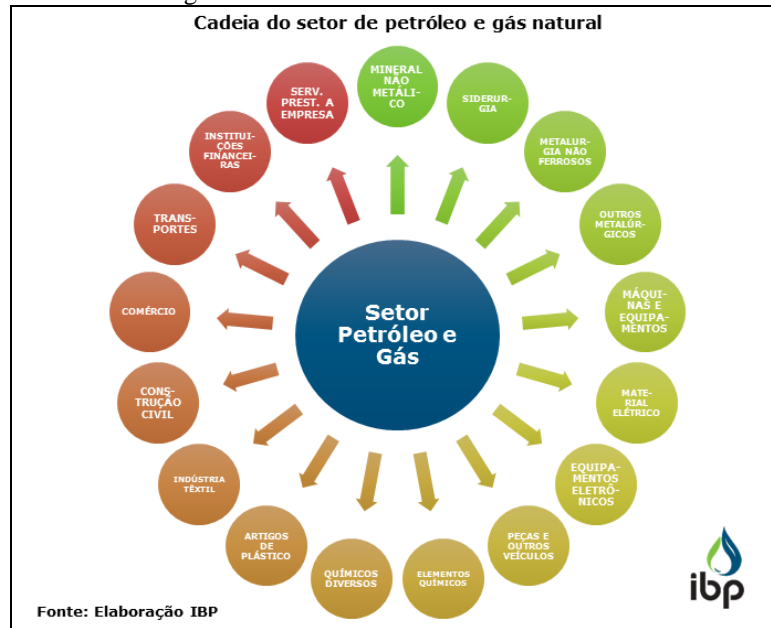 Cadeia do setor de petróleo e gás natural
MINERAL
NÃO
METÁLI-
CO
SIDERUR-
GIA
METALUR-
GIA NÃO
FERROSOS
OUTROS
METALÚR-
GICOS
MÁQUI-
NAS E
EQUIPA-
MENTOS
MATE-
RIAL
ELÉTRICO
EQUIPA-
MENTOS
ELETRÔ-
NICOS
PEÇAS E
OUTROS
VEÍCULOS
ELEMENTOS
QUÍMICOS
QUÍMICOS
DIVERSOS
ARTIGOS
DE
PLÁSTICO
INDÚSTRIA
TÊXTIL
CONS-
TRUÇÃO
CIVIL
COMÉRCIO
TRANS-
PORTES
INSTITUI-
ÇÕES
FINANCEI-
RAS
SERV.
PREST. A
EMPRESA
Setor
Petróleo e
Gás
ibp
Fonte: Elaboração IBP